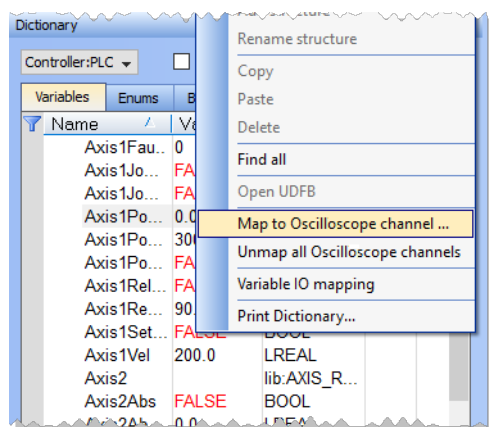 Dictionary
Controller:PLC
Rename structure
Copy
Paste
Delete
Find all
Open UDFB
Map to Oscilloscope channel ...
Unmap all Oscilloscope channels
Variable IO mapping
Print Dictionary...
Variables Enums B
Name
Axis1Fau.. 0
Axis1Jo... FA
Axis1Jo... FA
Axis1Po... 0.0
Axis1Po... 300
Axis1Po... FA
Axis1Rel... FA
Axis1Re... 90.
Axis1Set... FALSE BOOL
Axis1Vel 200.0 LREAL
Axis2 lib:AXIS_R...
Axis2Abs FALSE BOOL